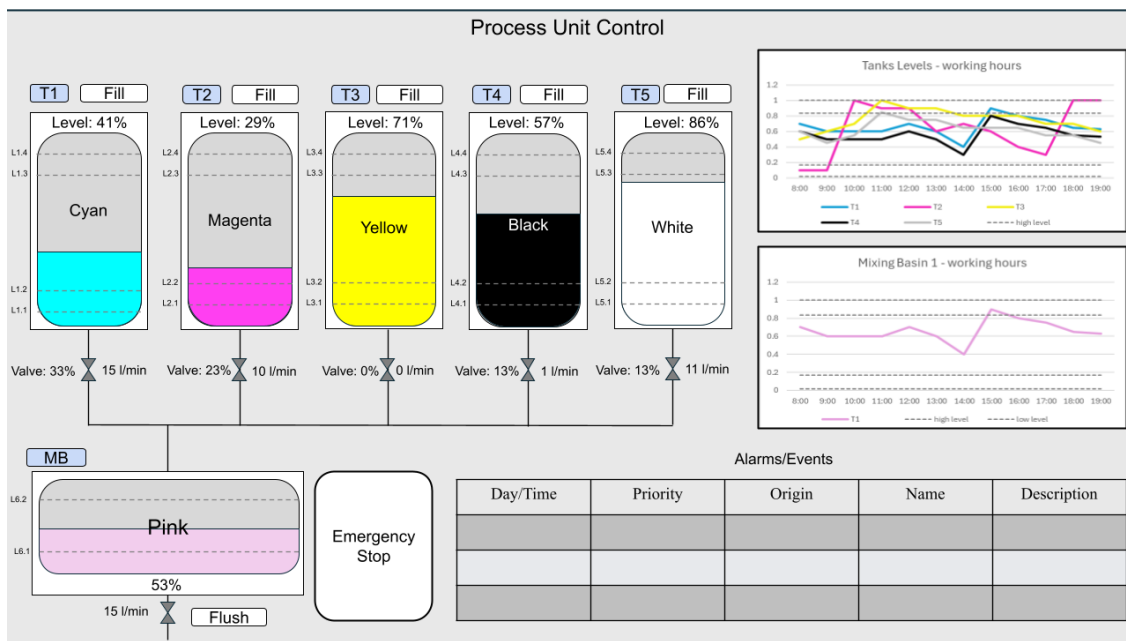 Process Unit Control
T1 Fill
T2 Fill
T3 Fill
T4 Fill
T5 Fill
Level: 41%
Level: 29%
Level: 71%
Level: 57%
Level: 86%
L1.4
L1.3
Cyan
L1.2
L1.1
L2.4
L2.3
Magenta
L2.2
L2.1
L3.4
L3.3
Yellow
L3.2
L3.1
L4.4
L4.3
Black
L4.2
L4.1
L5.4
L5.3
White
L5.2
L5.1
Valve: 33% 15 l/min
Valve: 23% 10 l/min
Valve: 0% 0 l/min
Valve: 13% 1 l/min
Valve: 13% 11 l/min
Tanks Levels - working hours
1.2
1
0.8
0.6
0.4
0.2
0
8:00 9:00 10:00 11:00 12:00 13:00 14:00 15:00 16:00 17:00 18:00 19:00
T1 T2 T3
T4 T5 high level
Mixing Basin 1 - working hours
1.2
1
0.8
0.6
0.4
0.2
0
8:00 9:00 10:00 11:00 12:00 13:00 14:00 15:00 16:00 17:00 18:00 19:00
T1 high level low level
MB
L6.2
Pink
L6.1
53%
15 l/min Flush
Emergency
Stop
Alarms/Events
Day/Time Priority Origin Name Description